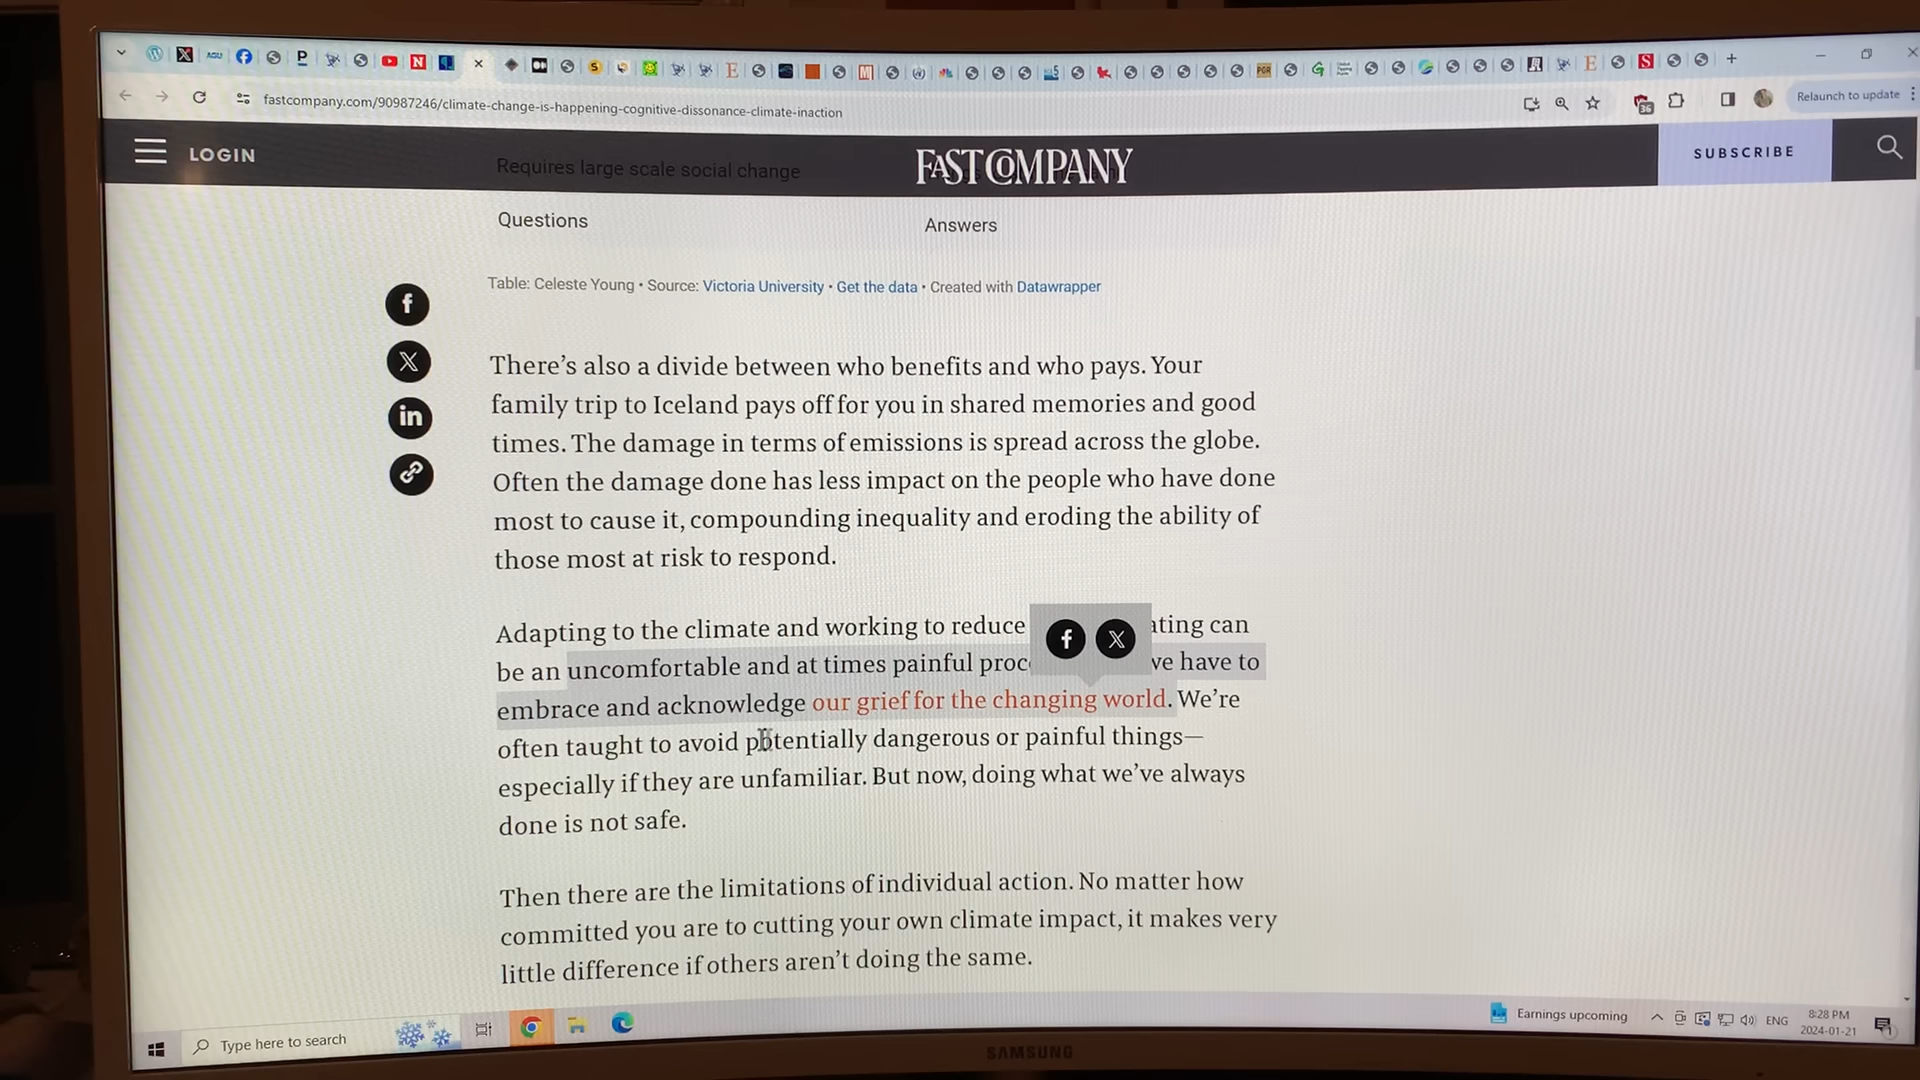 fastcompany.com/90987246/climate-change-is-happening-cognitive-dissonance-climate-inaction
Relaunch to update
LOGIN
Requires large scale social change
FAST COMPANY
SUBSCRIBE
Questions
Answers
Table: Celeste Young • Source: Victoria University • Get the data • Created with Datawrapper
There's also a divide between who benefits and who pays. Your
family trip to Iceland pays off for you in shared memories and good
times. The damage in terms of emissions is spread across the globe.
Often the damage done has less impact on the people who have done
most to cause it, compounding inequality and eroding the ability of
those most at risk to respond.
Adapting to the climate and working to reduce ating can
be an uncomfortable and at times painful proc we have to
embrace and acknowledge our grief for the changing world. We're
often taught to avoid potentially dangerous or painful things—
especially if they are unfamiliar. But now, doing what we've always
done is not safe.
Then there are the limitations of individual action. No matter how
committed you are to cutting your own climate impact, it makes very
little difference if others aren't doing the same.
Type here to search
Earnings upcoming
ENG
8:28 PM
2024-01-21
SAMSUNG